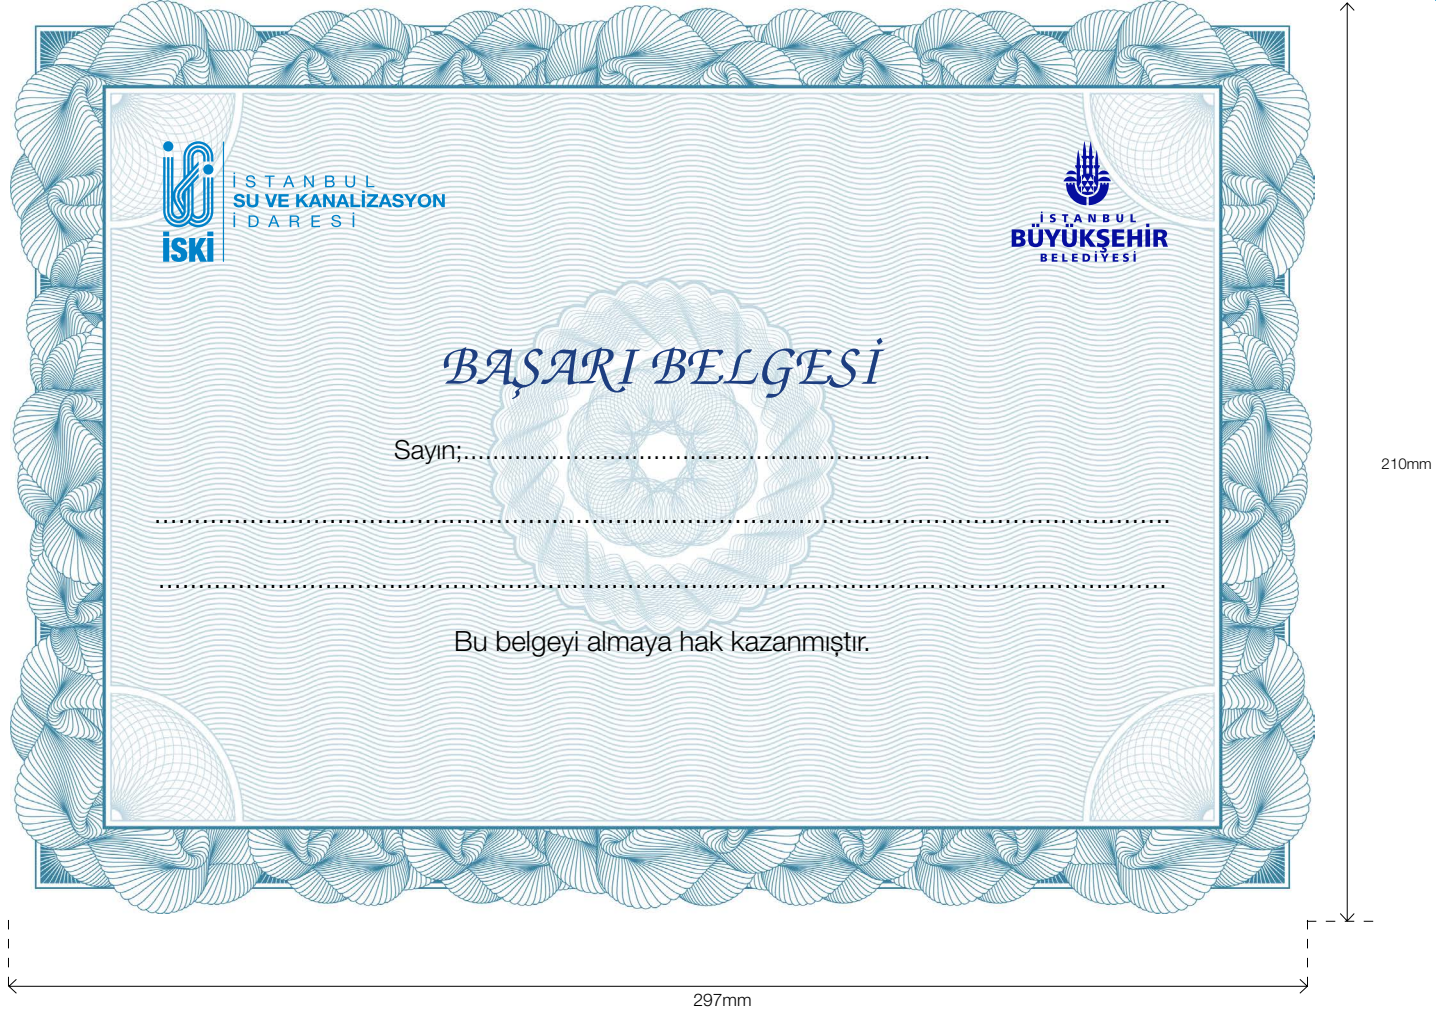 İSTANBUL
SU VE KANALİZASYON
İDARESİ
İSKİ
İSTANBUL
BÜYÜKŞEHİR
BELEDİYESİ
BAŞARI BELGESİ
Sayın;................................................................
................................................................................................................................
................................................................................................................................
Bu belgeyi almaya hak kazanmıştır.
210mm
297mm